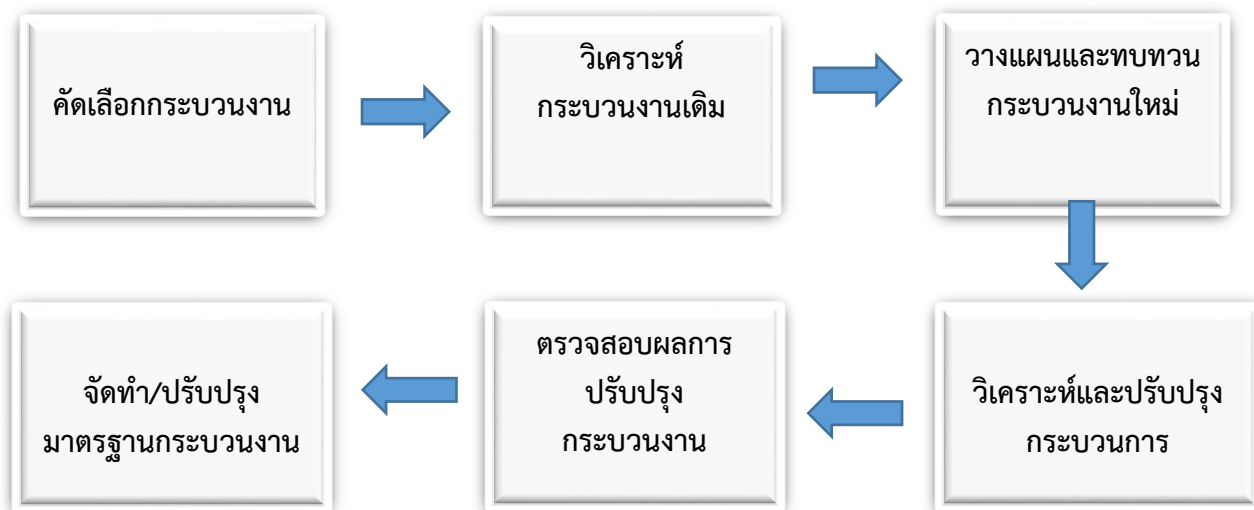 คัดเลือกกระบวนงาน
วิเคราะห์
กระบวนงานเดิม
วางแผนและทบทวน
กระบวนงานใหม่
วิเคราะห์และปรับปรุง
กระบวนการ
ตรวจสอบผลการ
ปรับปรุง
กระบวนงาน
จัดทำ/ปรับปรุง
มาตรฐานกระบวนงาน